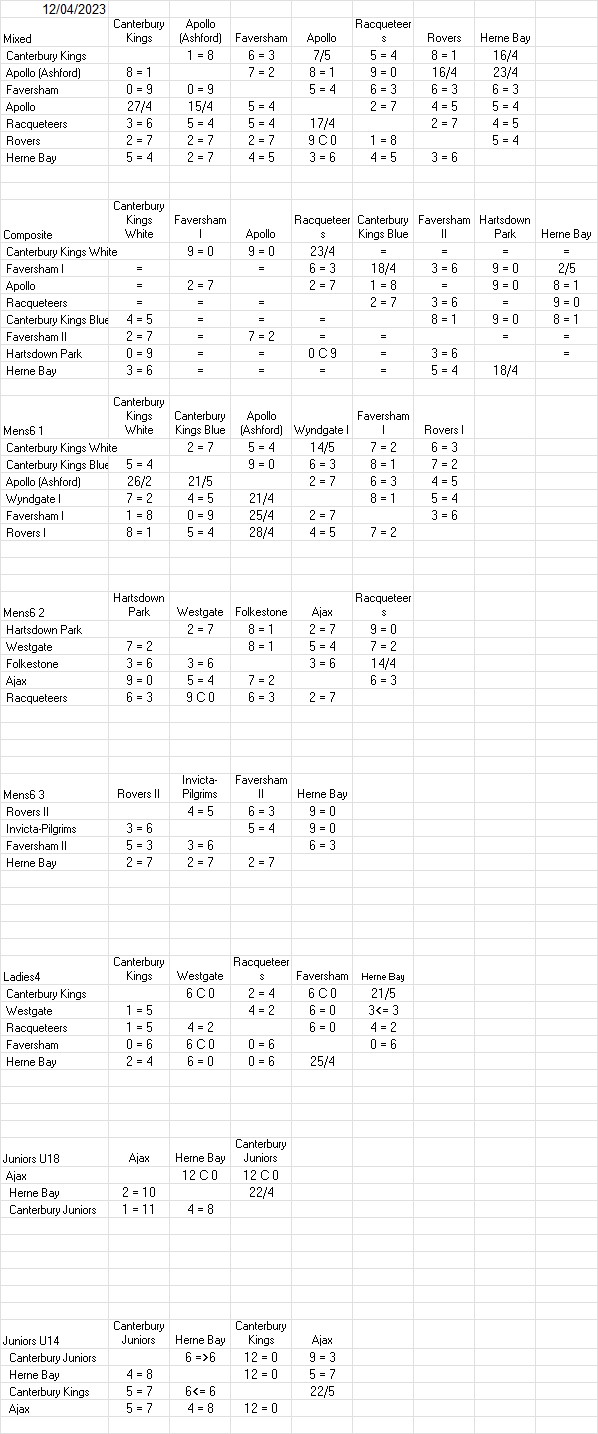 12/04/2023
Mixed Canterbury Kings Apollo (Ashford) Faversham Apollo Racqueteers Rovers Herne Bay
Canterbury Kings 1 = 8 6 = 3 7/5 5 = 4 8 = 1 16/4
Apollo (Ashford) 8 = 1 7 = 2 8 = 1 9 = 0 16/4 23/4
Faversham 0 = 9 0 = 9 5 = 4 6 = 3 6 = 3 6 = 3
Apollo 27/4 15/4 5 = 4 2 = 7 4 = 5 5 = 4
Racqueteers 3 = 6 5 = 4 5 = 4 17/4 2 = 7 4 = 5
Rovers 2 = 7 2 = 7 2 = 7 9 C 0 1 = 8 5 = 4
Herne Bay 5 = 4 2 = 7 4 = 5 3 = 6 4 = 5 3 = 6
Composite Canterbury Kings White Faversham I Apollo Racqueteers Canterbury Kings Blue Faversham II Hartsdown Park Herne Bay
Canterbury Kings White 9 = 0 9 = 0 23/4 = = = =
Faversham I = = 6 = 3 18/4 3 = 6 9 = 0 2/5
Apollo = 2 = 7 2 = 7 1 = 8 = 9 = 0 8 = 1
Racqueteers = = = 2 = 7 3 = 6 = 9 = 0
Canterbury Kings Blue 4 = 5 = = = 8 = 1 9 = 0 8 = 1
Faversham II 2 = 7 = 7 = 2 = = = =
Hartsdown Park 0 = 9 = = 0 C 9 = 3 = 6 =
Herne Bay 3 = 6 = = = = 5 = 4 18/4
Mens6 1 Canterbury Kings White Canterbury Kings Blue Apollo (Ashford) Wyndgate I Faversham I Rovers I
Canterbury Kings White 2 = 7 5 = 4 14/5 7 = 2 6 = 3
Canterbury Kings Blue 5 = 4 9 = 0 6 = 3 8 = 1 7 = 2
Apollo (Ashford) 26/2 21/5 2 = 7 6 = 3 4 = 5
Wyndgate I 7 = 2 4 = 5 21/4 8 = 1 5 = 4
Faversham I 1 = 8 0 = 9 25/4 2 = 7 3 = 6
Rovers I 8 = 1 5 = 4 28/4 4 = 5 7 = 2
Mens6 2 Hartsdown Park Westgate Folkestone Ajax Racqueteers
Hartsdown Park 2 = 7 8 = 1 2 = 7 9 = 0
Westgate 7 = 2 8 = 1 5 = 4 7 = 2
Folkestone 3 = 6 3 = 6 3 = 6 14/4
Ajax 9 = 0 5 = 4 7 = 2 6 = 3
Racqueteers 6 = 3 9 C 0 6 = 3 2 = 7
Mens6 3 Rovers II Invicta-Pilgrims Faversham II Herne Bay
Rovers II 4 = 5 6 = 3 9 = 0
Invicta-Pilgrims 3 = 6 5 = 4 9 = 0
Faversham II 5 = 3 3 = 6 6 = 3
Herne Bay 2 = 7 2 = 7 2 = 7
Ladies4 Canterbury Kings Westgate Racqueteers Faversham Herne Bay
Canterbury Kings 6 C 0 2 = 4 6 C 0 21/5
Westgate 1 = 5 4 = 2 6 = 0 3<= 3
Racqueteers 1 = 5 4 = 2 6 = 0 4 = 2
Faversham 0 = 6 6 C 0 0 = 6 0 = 6
Herne Bay 2 = 4 6 = 0 0 = 6 25/4
Juniors U18 Ajax Herne Bay Canterbury Juniors
Ajax 12 C 0 12 C 0
Herne Bay 2 = 10 22/4
Canterbury Juniors 1 = 11 4 = 8
Juniors U14 Canterbury Juniors Herne Bay Canterbury Kings Ajax
Canterbury Juniors 6 =>6 12 = 0 9 = 3
Herne Bay 4 = 8 12 = 0 5 = 7
Canterbury Kings 5 = 7 6<= 6 22/5
Ajax 5 = 7 4 = 8 12 = 0